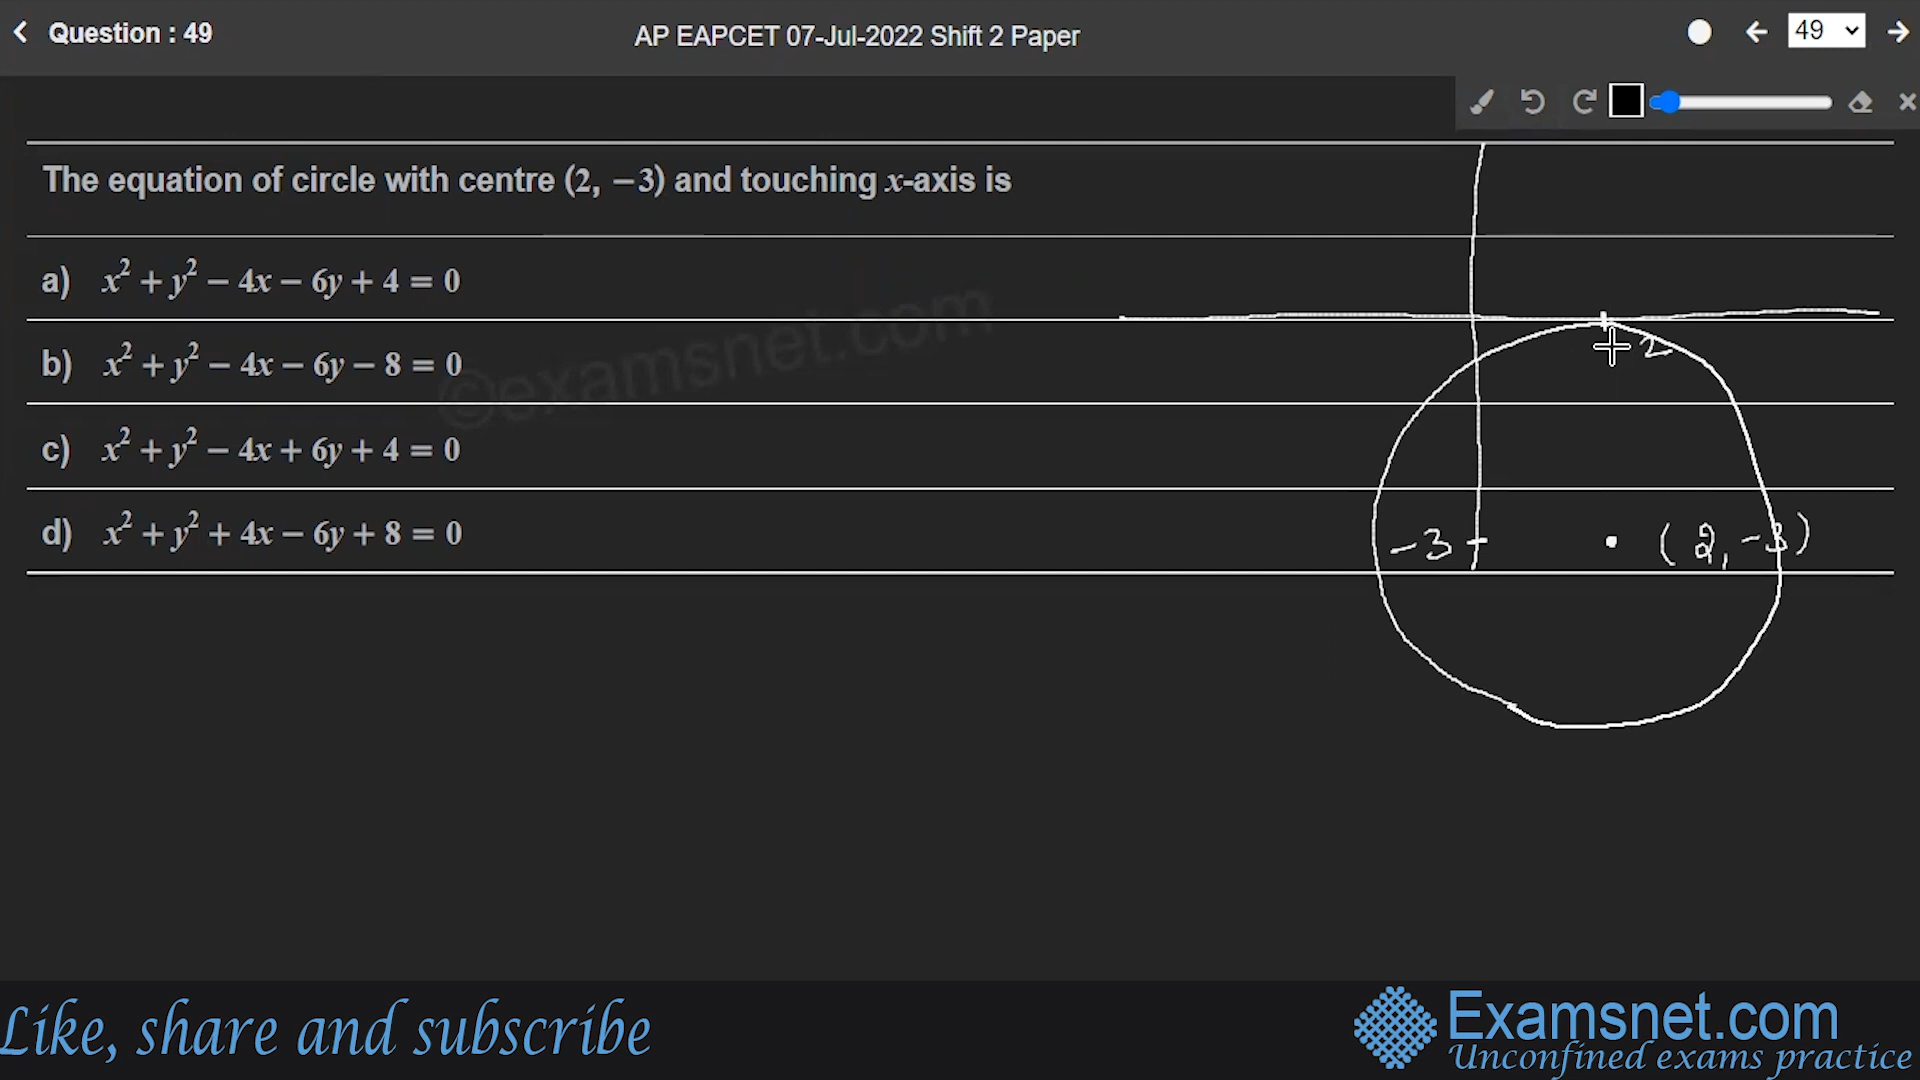 Question : 49
AP EAPCET 07-Jul-2022 Shift 2 Paper
49
The equation of circle with centre (2, −3) and touching x-axis is
a) x² + y² − 4x − 6y + 4 = 0
b) x² + y² − 4x − 6y − 8 = 0
c) x² + y² − 4x + 6y + 4 = 0
d) x² + y² + 4x − 6y + 8 = 0
©examsnet.com
2
-3
(2, -3)
Like, share and subscribe
Examsnet.com
Unconfined exams practice